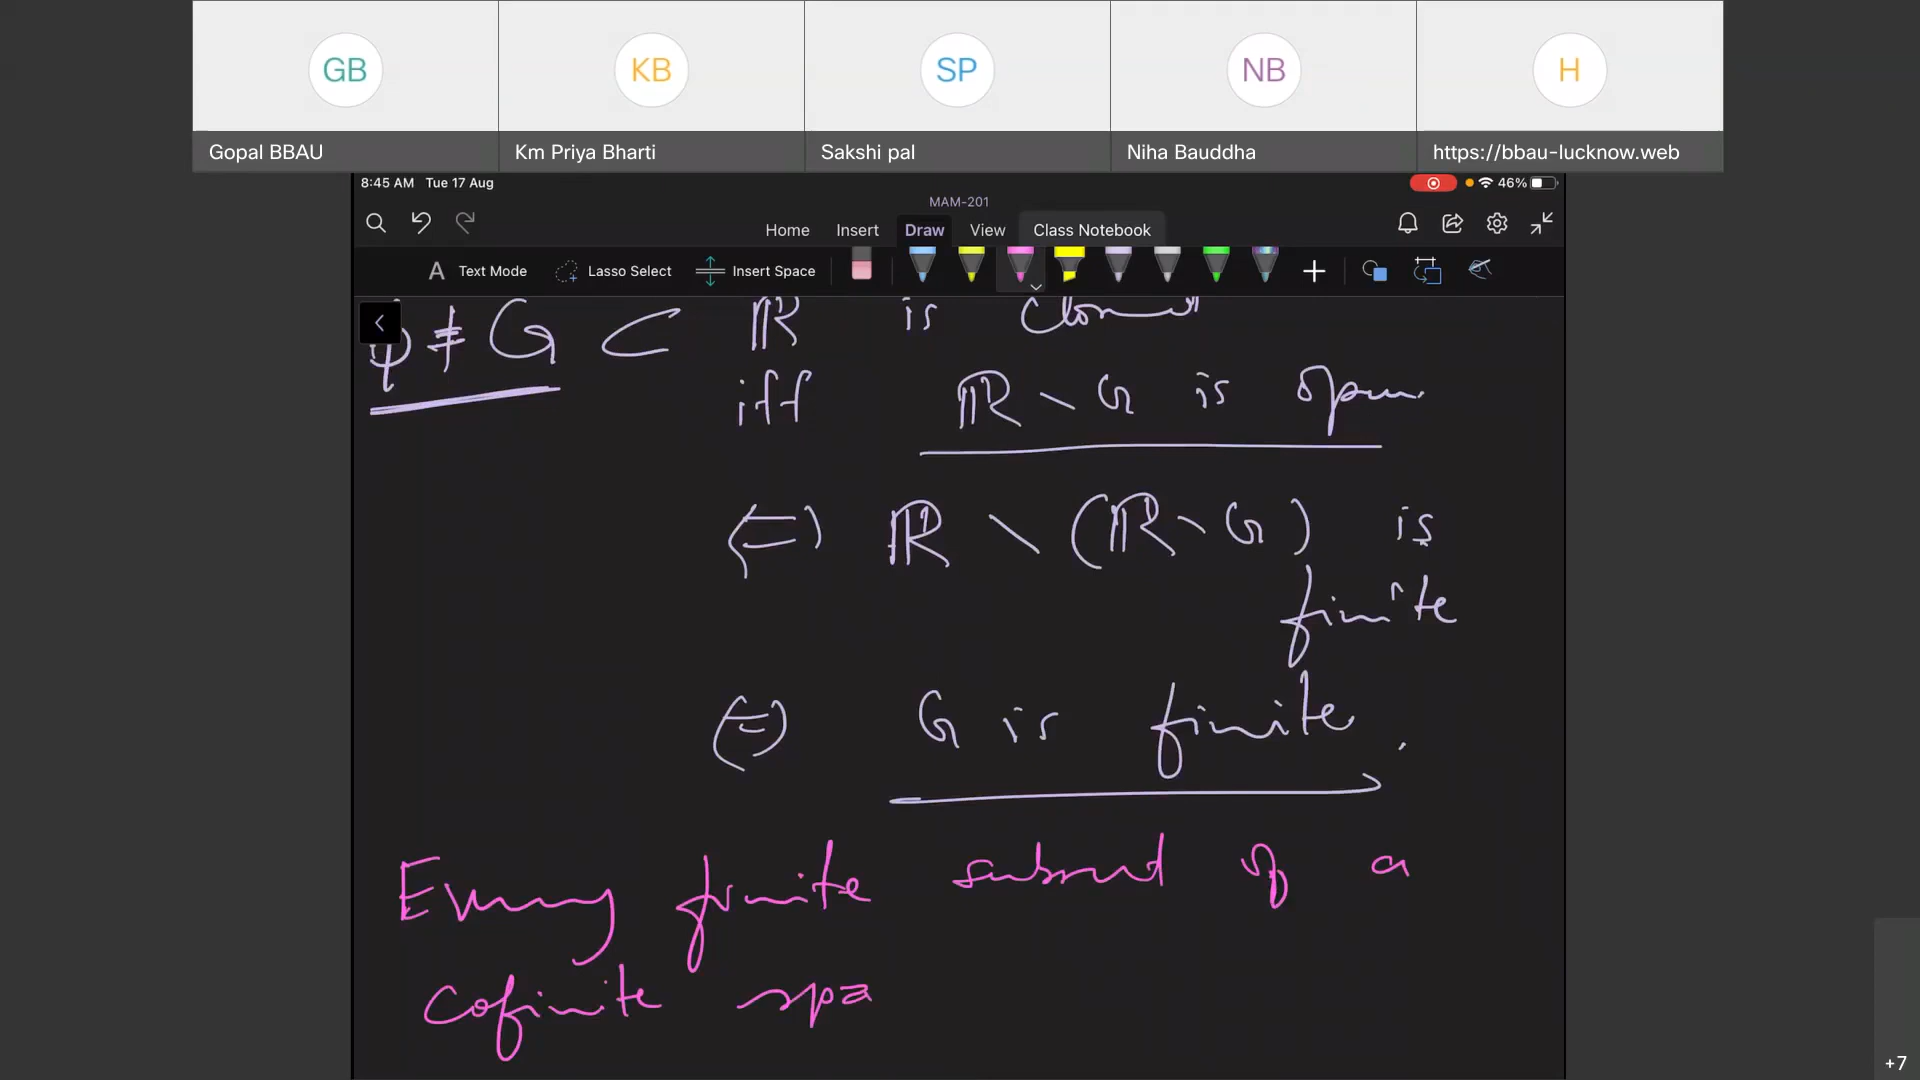 GB
KB
SP
NB
H
Gopal BBAU
Km Priya Bharti
Sakshi pal
Niha Bauddha
https://bbau-lucknow.web
8:45 AM Tue 17 Aug
46%
MAM-201
Home Insert Draw View Class Notebook
A Text Mode Lasso Select Insert Space
ϕ ≠ G ⊂ ℝ is closed
iff ℝ \ G is open.
⇔ ℝ \ (ℝ \ G) is
finite
⇔ G is finite.
Every finite subset of a
Cofinite spa
+7